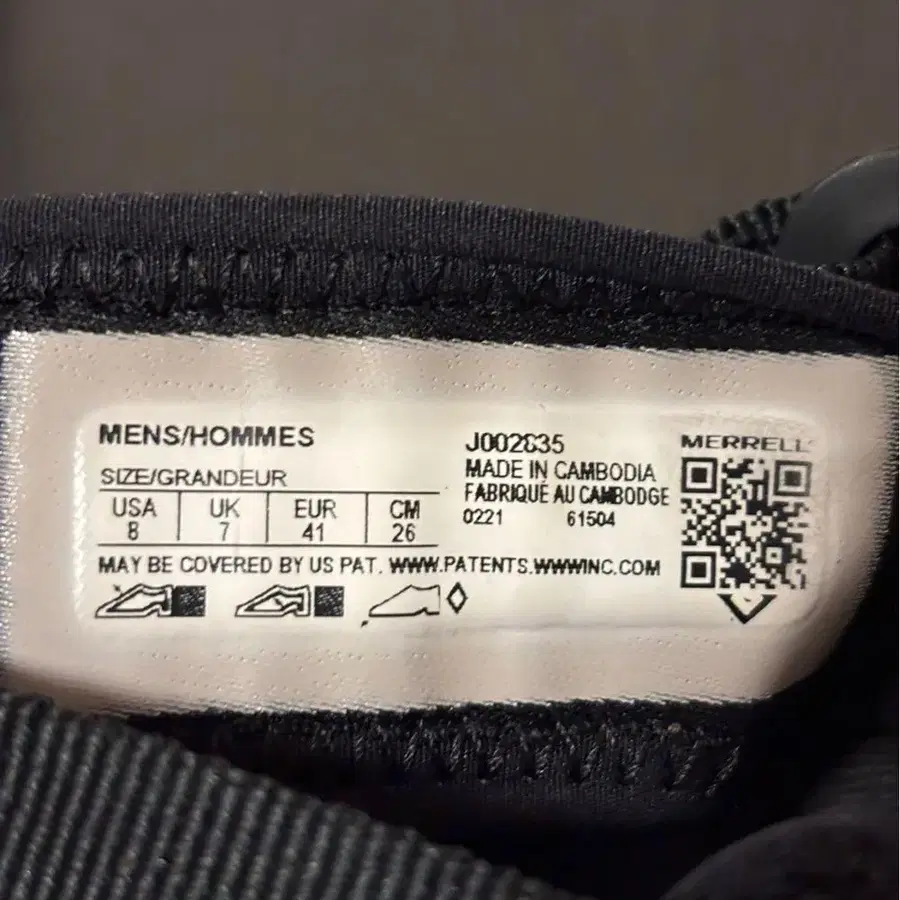 MENS/HOMMES
SIZE/GRANDEUR
USA UK EUR CM
8 7 41 26
J002835
MADE IN CAMBODIA
FABRIQUÉ AU CAMBODGE
0221 61504
MERRELL
MAY BE COVERED BY US PAT. WWW.PATENTS.WWWINC.COM